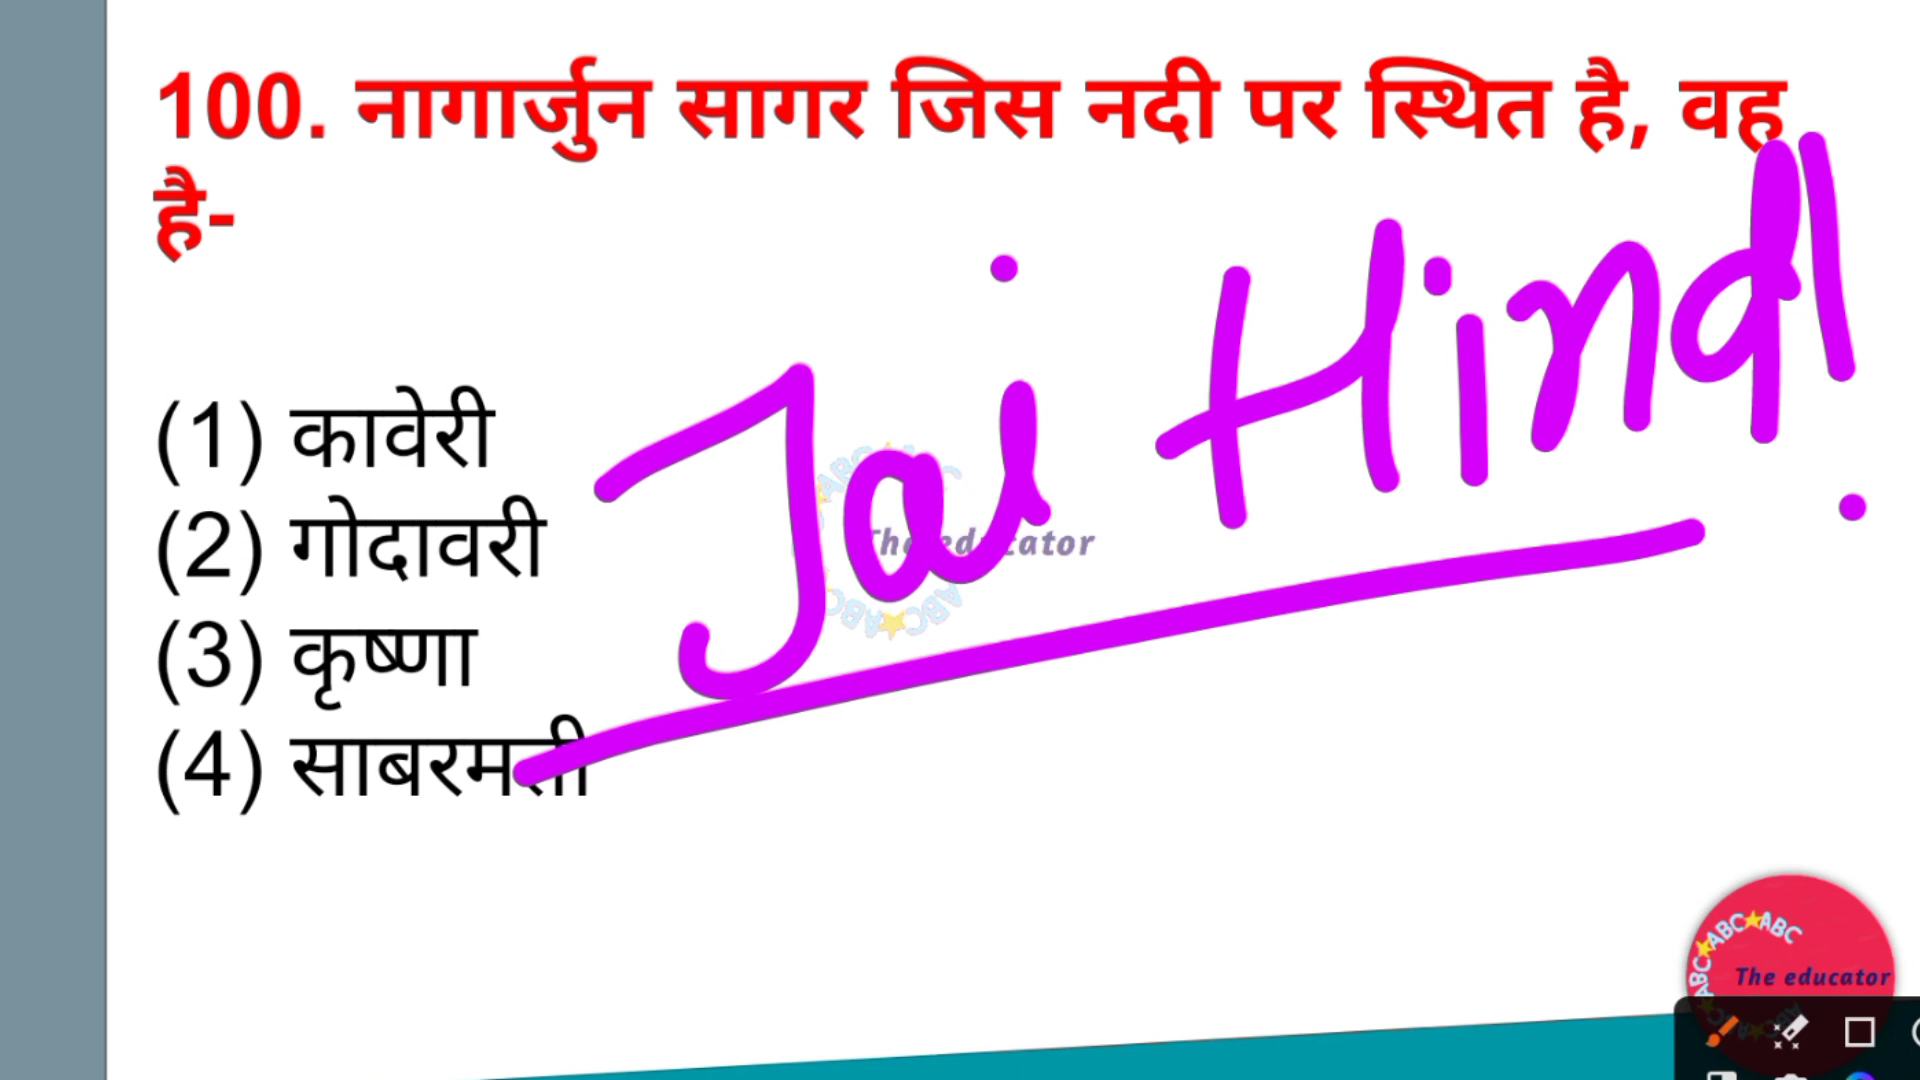 100. नागार्जुन सागर जिस नदी पर स्थित है, वह
है-
Jai Hind!
(1) कावेरी
(2) गोदावरी
(3) कृष्णा
(4) साबरमती
The educator
ABC★ABC★ABC
The educator